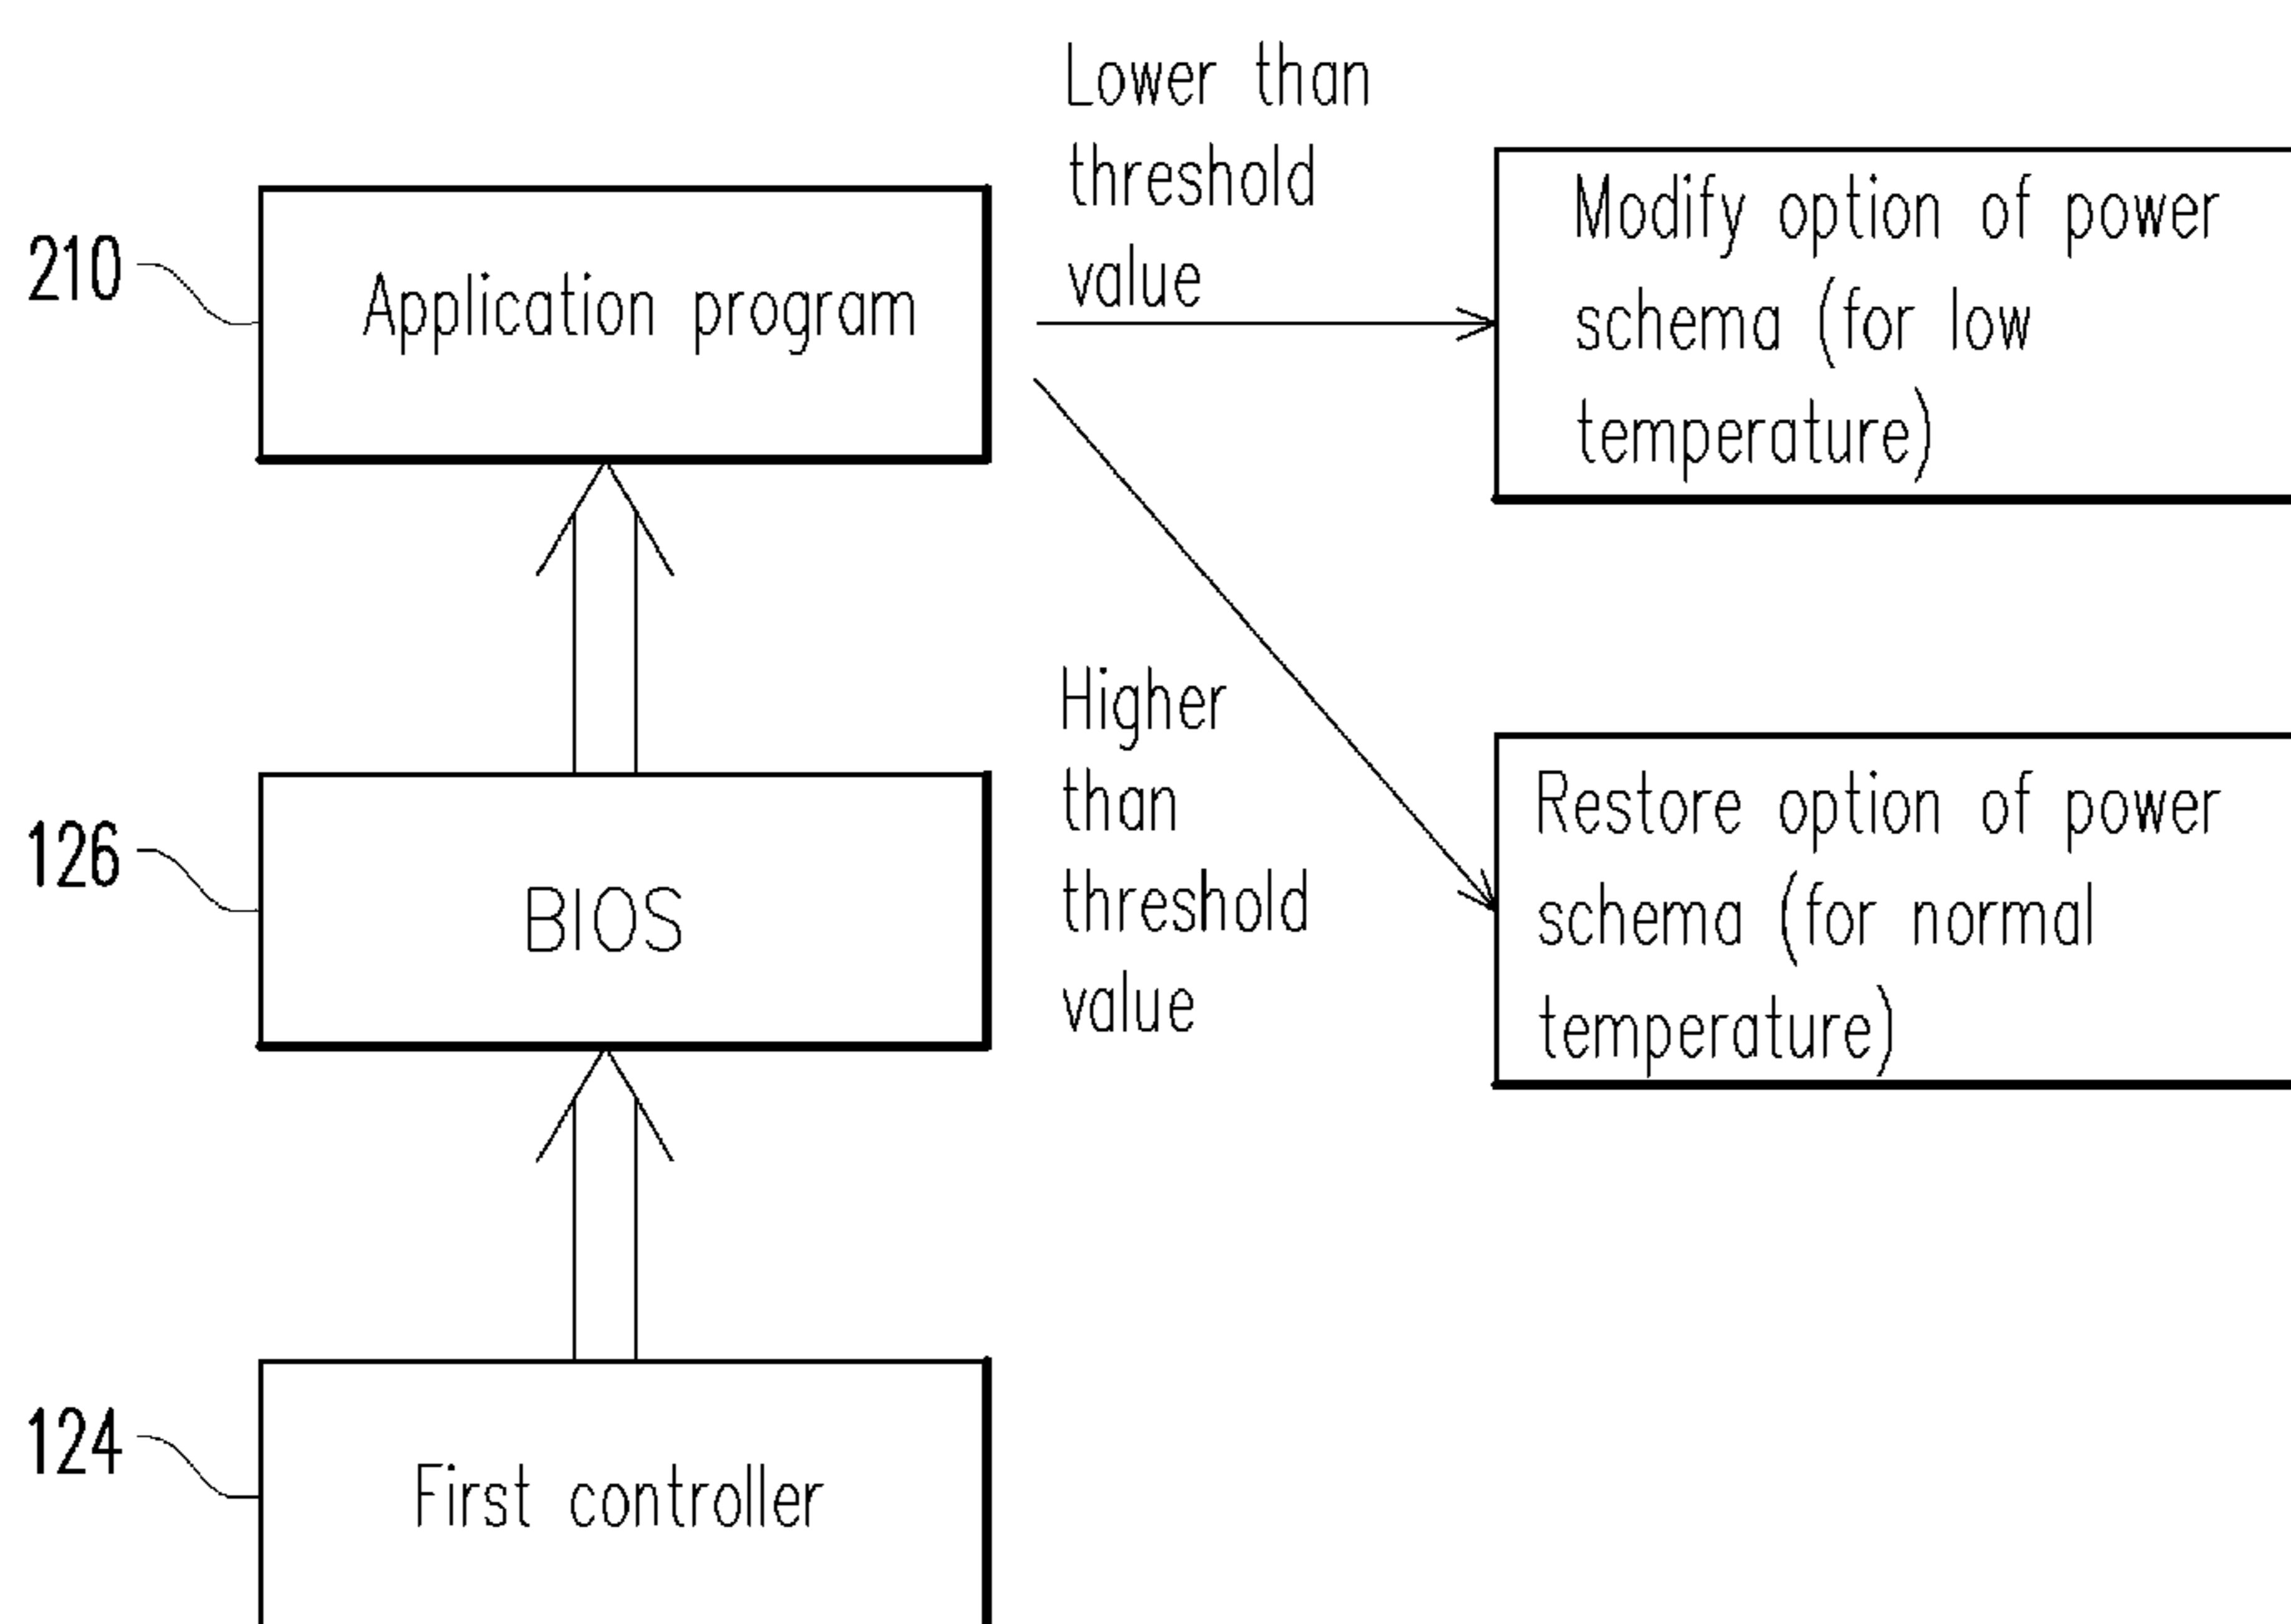 Lower than
threshold
value
210
Application program
Modify option of power
schema (for low
temperature)
Higher
than
threshold
value
126
BIOS
Restore option of power
schema (for normal
temperature)
124
First controller